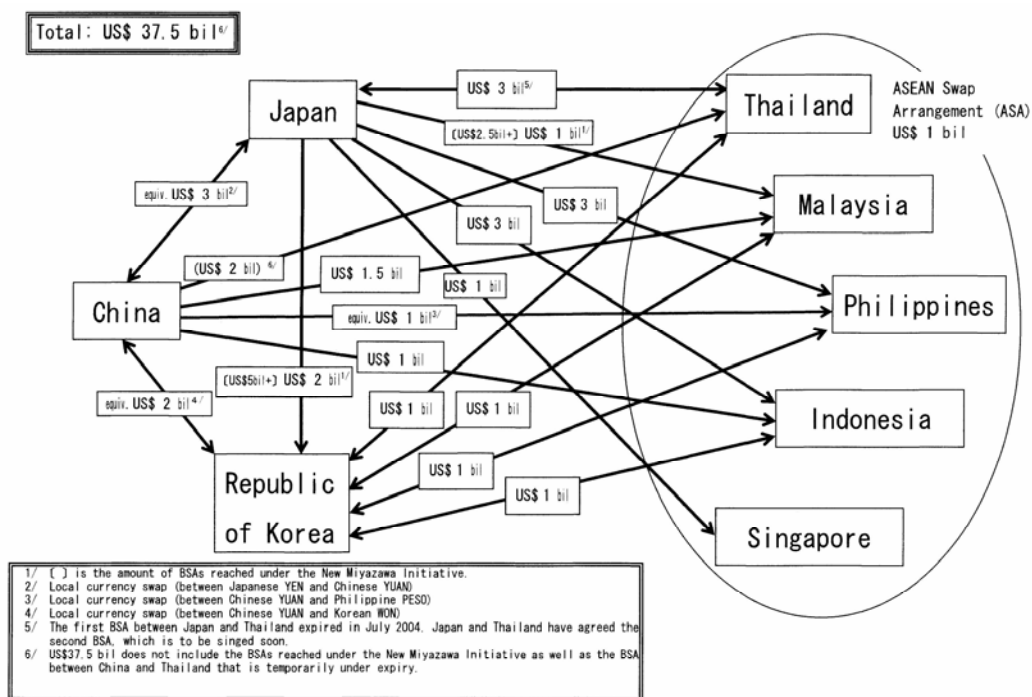 Total: US$ 37.5 bil6/
Japan
US$ 3 bil5/
Thailand
ASEAN Swap
Arrangement (ASA)
US$ 1 bil
[US$2.5bil+] US$ 1 bil1/
equiv. US$ 3 bil2/
US$3 bil
Malaysia
US$3 bil
(US$ 2 bil) 6/
US$ 1.5 bil
US$ 1 bil
China
equiv. US$ 1 bil3/
Philippines
US$ 1 bil
[US$5bil+] US$ 2 bil1/
equiv. US$ 2 bil4/
US$ 1 bil
US$ 1 bil
Indonesia
Republic
of Korea
US$ 1 bil
US$ 1 bil
Singapore
1/ [ ] is the amount of BSAs reached under the New Miyazawa Initiative.
2/ Local currency swap (between Japanese YEN and Chinese YUAN)
3/ Local currency swap (between Chinese YUAN and Philippine PESO)
4/ Local currency swap (between Chinese YUAN and Korean WON)
5/ The first BSA between Japan and Thailand expired in July 2004. Japan and Thailand have agreed the
second BSA, which is to be singed soon.
6/ US$37.5 bil does not include the BSAs reached under the New Miyazawa Initiative as well as the BSA
between China and Thailand that is temporarily under expiry.